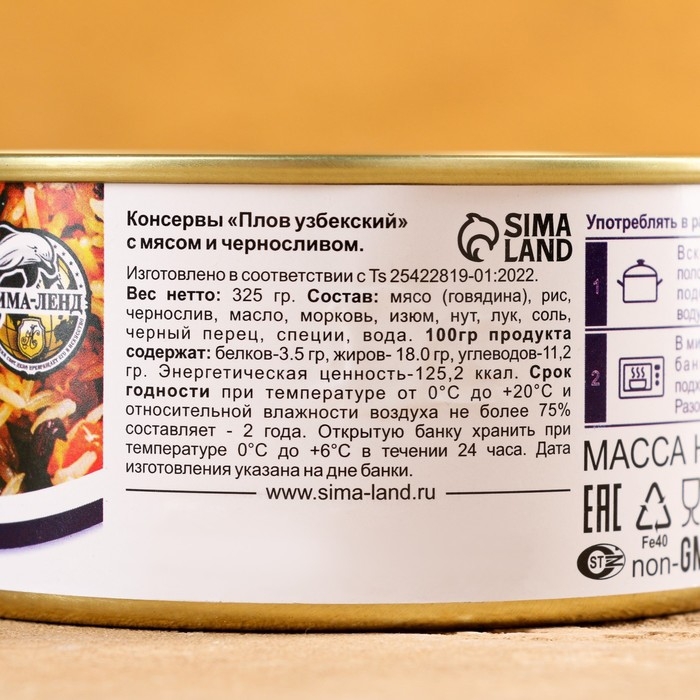 Консервы «Плов узбекский»
с мясом и черносливом.
SIMA
LAND
Изготовлено в соответствии с Ts 25422819-01:2022.
Вес нетто: 325 гр. Состав: мясо (говядина), рис,
чернослив, масло, морковь, изюм, нут, лук, соль,
черный перец, специи, вода. 100гр продукта
содержат: белков-3.5 гр, жиров- 18.0 гр, углеводов-11,2
гр. Энергетическая ценность-125,2 ккал. Срок
годности при температуре от 0°C до +20°C и
относительной влажности воздуха не более 75%
составляет - 2 года. Открытую банку хранить при
температуре 0°C до +6°C в течении 24 часа. Дата
изготовления указана на дне банки.
www.sima-land.ru
ИМА-ЛЕНД
Употреблять в
1
2
В
МАССА
EAC
Fe40
non-GM